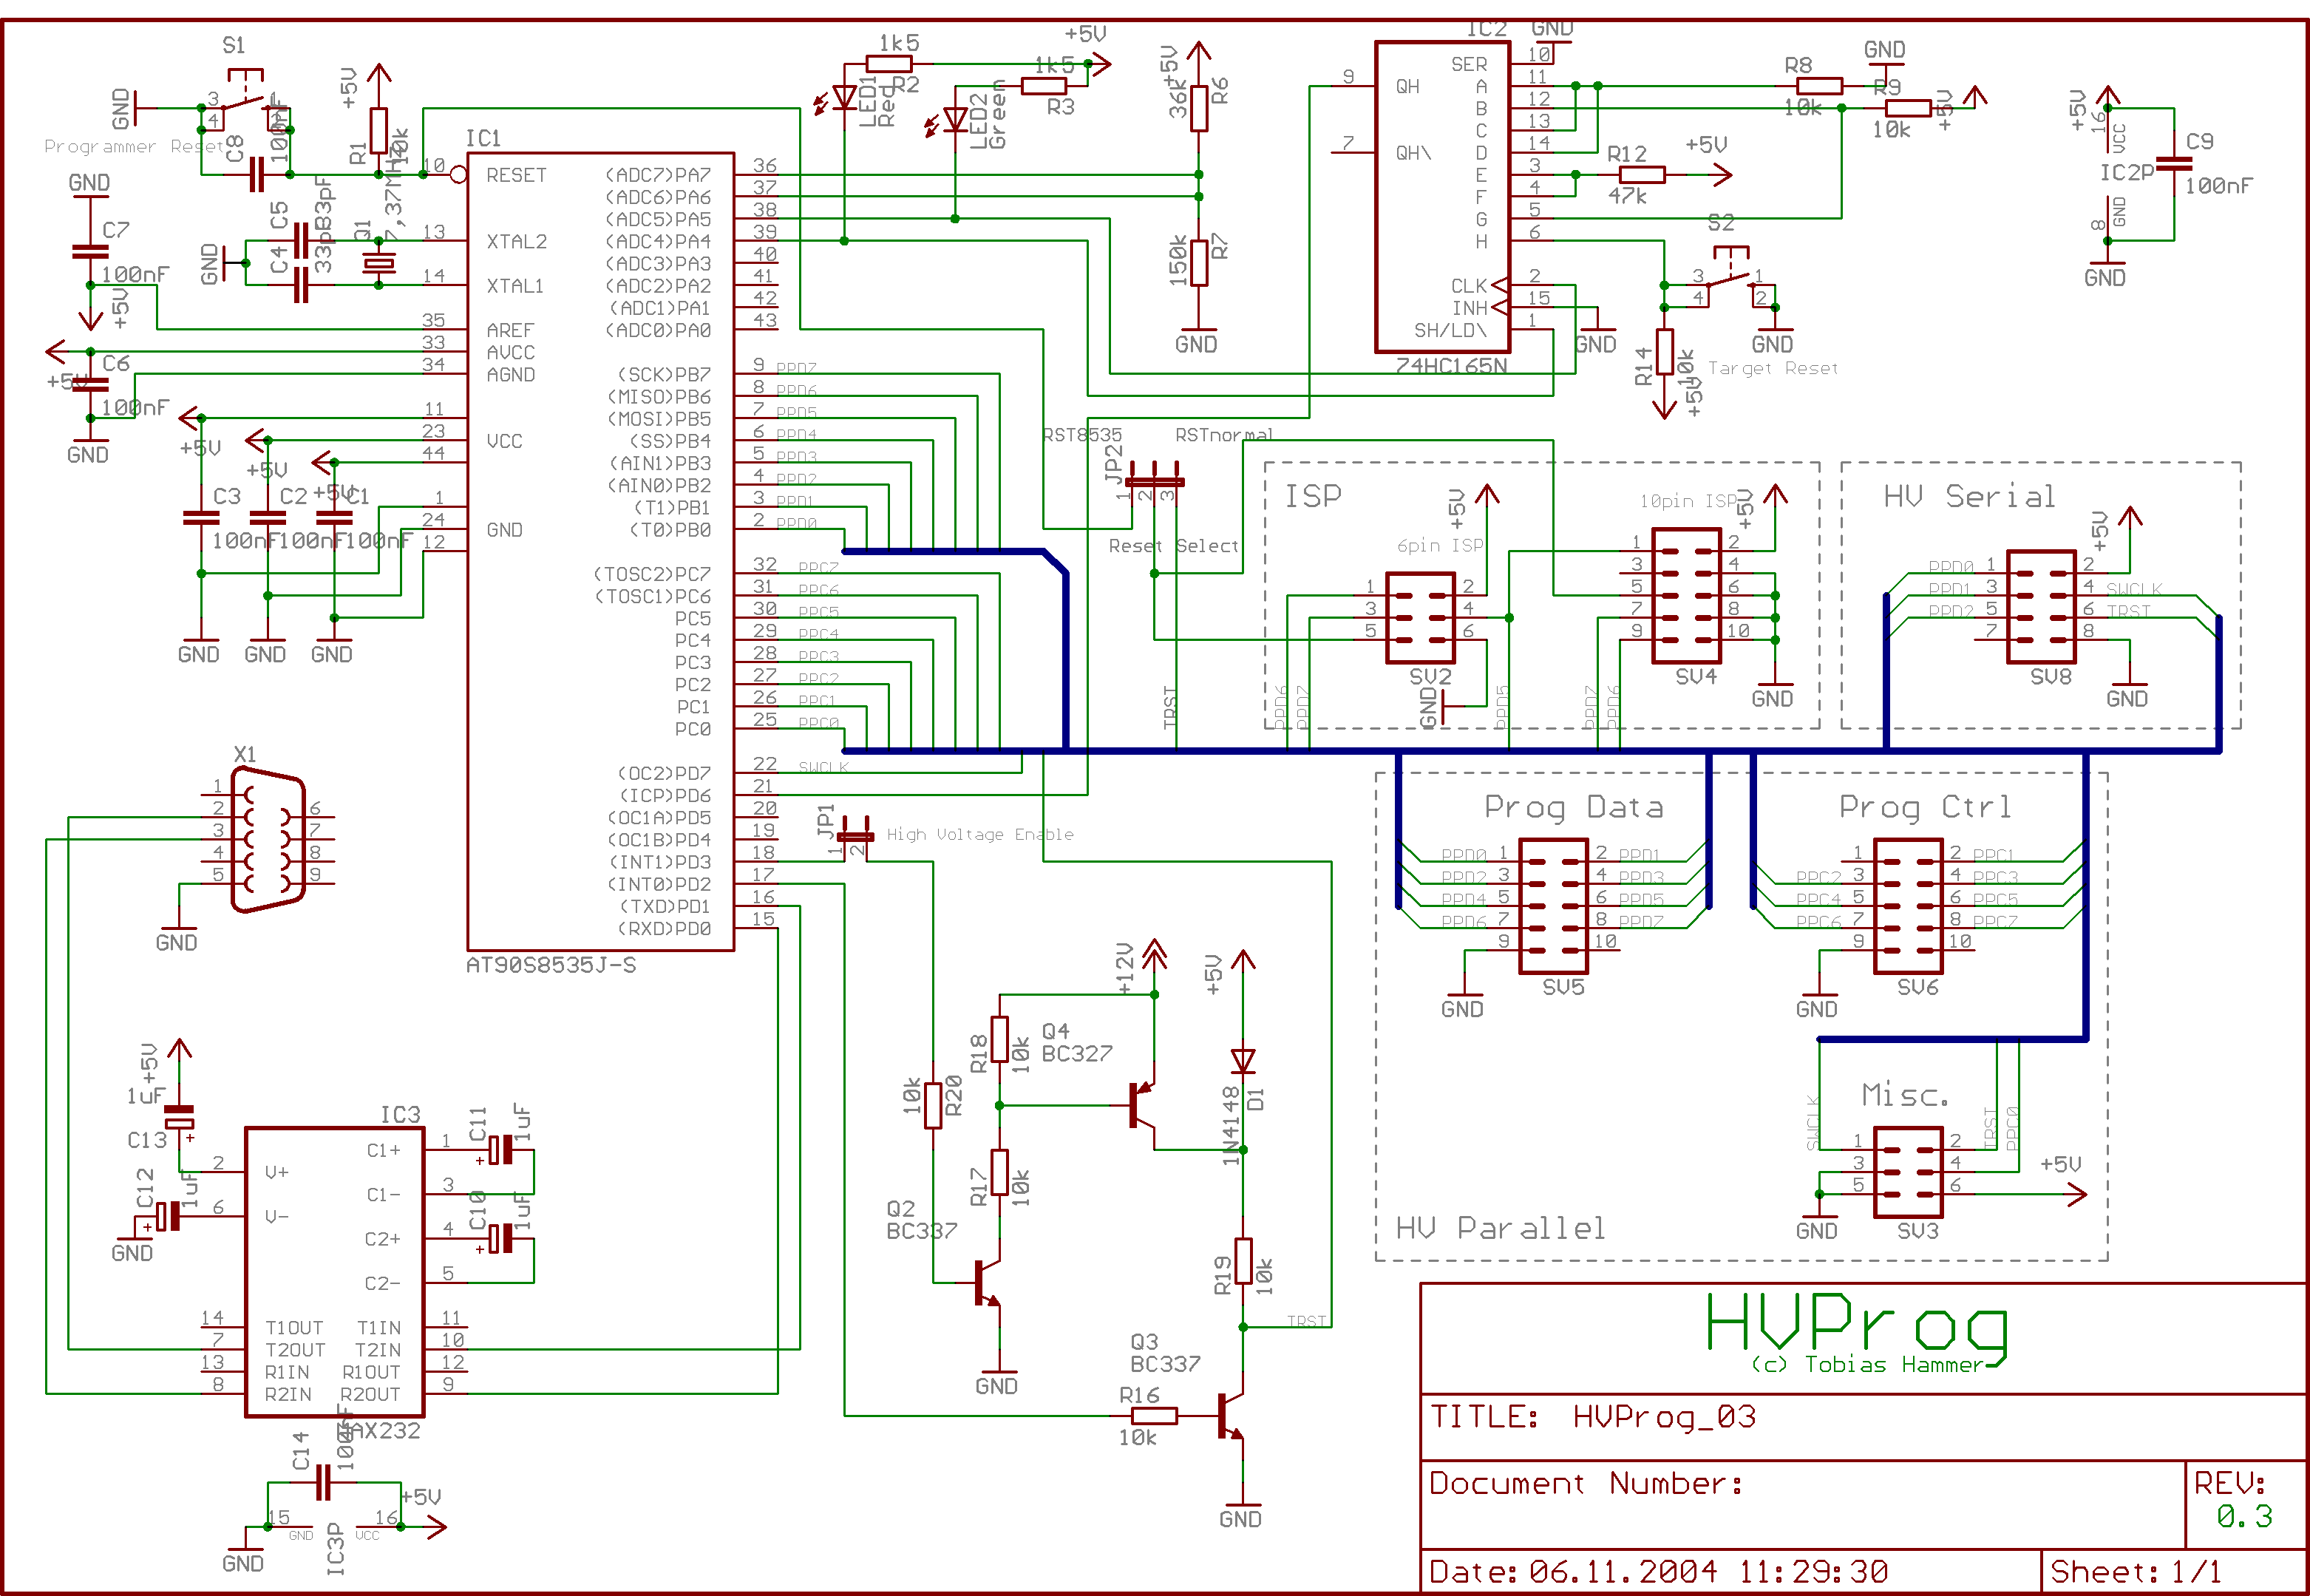 S1
GND
Programmer Reset
C8
100nF
+5V
R1
10k
GND
C7
100nF
+5V
GND
C5
33pF
C4
33pF
Q1
+5V
C6
100nF
GND
+5V
+5V
+5V
C3
100nF
C2
100nF
C1
100nF
GND
GND
GND
IC1
10 RESET
13 XTAL2
14 XTAL1
35 AREF
33 AVCC
34 AGND
11
23 VCC
44
1
24 GND
12
(ADC7)PA7 36
(ADC6)PA6 37
(ADC5)PA5 38
(ADC4)PA4 39
(ADC3)PA3 40
(ADC2)PA2 41
(ADC1)PA1 42
(ADC0)PA0 43
(SCK)PB7 9 PPD7
(MISO)PB6 8 PPD6
(MOSI)PB5 7 PPD5
(SS)PB4 6 PPD4
(AIN1)PB3 5 PPD3
(AIN0)PB2 4 PPD2
(T1)PB1 3 PPD1
(T0)PB0 2 PPD0
(TOSC2)PC7 32 PPC7
(TOSC1)PC6 31 PPC6
PC5 30 PPC5
PC4 29 PPC4
PC3 28 PPC3
PC2 27 PPC2
PC1 26 PPC1
PC0 25 PPC0
(OC2)PD7 22 SWCLK
(ICP)PD6 21
(OC1A)PD5 20
(OC1B)PD4 19
(INT1)PD3 18
(INT0)PD2 17
(TXD)PD1 16
(RXD)PD0 15
AT90S8535J-S
1k5
R2
LED1
Red
+5V
1k5
R3
LED2
Green
+5V
36k
R6
150k
R7
GND
IC2
GND
SER 10
9 QH A 11
B 12
C 13
7 QH\ D 14
E 3
F 4
G 5
H 6
CLK 2
INH 15
SH/LD\ 1
74HC165N
GND
GND
R8
10k
R9
10k
+5V
R12
47k
+5V
S2
3 1
4 2
R14
10k
+5V
GND
Target Reset
+5V
16
VCC
IC2P
GND
8
GND
C9
100nF
RST8535 RSTnormal
JP2
1 2 3
Reset Select
TRST
ISP
6pin ISP
+5V
1 2
3 4
5 6
SV2
GND
PPD6
PPD7
PPD5
10pin ISP
+5V
1 2
3 4
5 6
7 8
9 10
SV4
GND
PPD7
PPD6
HV Serial
+5V
PPD0 1 2
PPD1 3 4 SWCLK
PPD2 5 6 TRST
7 8
SV8
GND
X1
1
2 6
3 7
4 8
5 9
GND
JP1
1 2
High Voltage Enable
Prog Data
PPD0 1 2 PPD1
PPD2 3 4 PPD3
PPD4 5 6 PPD5
PPD6 7 8 PPD7
9 10
GND
SV5
Prog Ctrl
1 2 PPC1
PPC2 3 4 PPC3
PPC4 5 6 PPC5
PPC6 7 8 PPC7
9 10
GND
SV6
Misc.
SWCLK
TRST
PPC0
1 2
3 4
5 6
+5V
GND
SV3
HV Parallel
+12V
+5V
R18
10k
Q4
BC327
10k
R20
R17
10k
1N4148
D1
Q2
BC337
GND
R19
10k
TRST
Q3
BC337
R16
10k
GND
+5V
1uF
C13
C12
1uF
GND
IC3
2 V+ C1+ 1
C1- 3
6 V- C2+ 4
C2- 5
14 T1OUT T1IN 11
7 T2OUT T2IN 10
13 R1IN R1OUT 12
8 R2IN R2OUT 9
C11
1uF
C10
1uF
C14
100nF
15 16
GND VCC
IC3P
+5V
GND
HVProg
(c) Tobias Hammer
TITLE: HVProg_03
Document Number:
REV:
0.3
Date: 06.11.2004 11:29:30
Sheet: 1/1